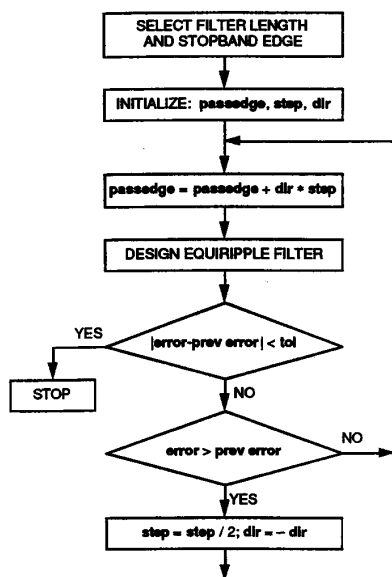 SELECT FILTER LENGTH
AND STOPBAND EDGE
INITIALIZE: passedge, step, dir
passedge = passedge + dir * step
DESIGN EQUIRIPPLE FILTER
YES
|error-prev error| < tol
STOP
NO
error > prev error
NO
YES
step = step / 2; dir = – dir